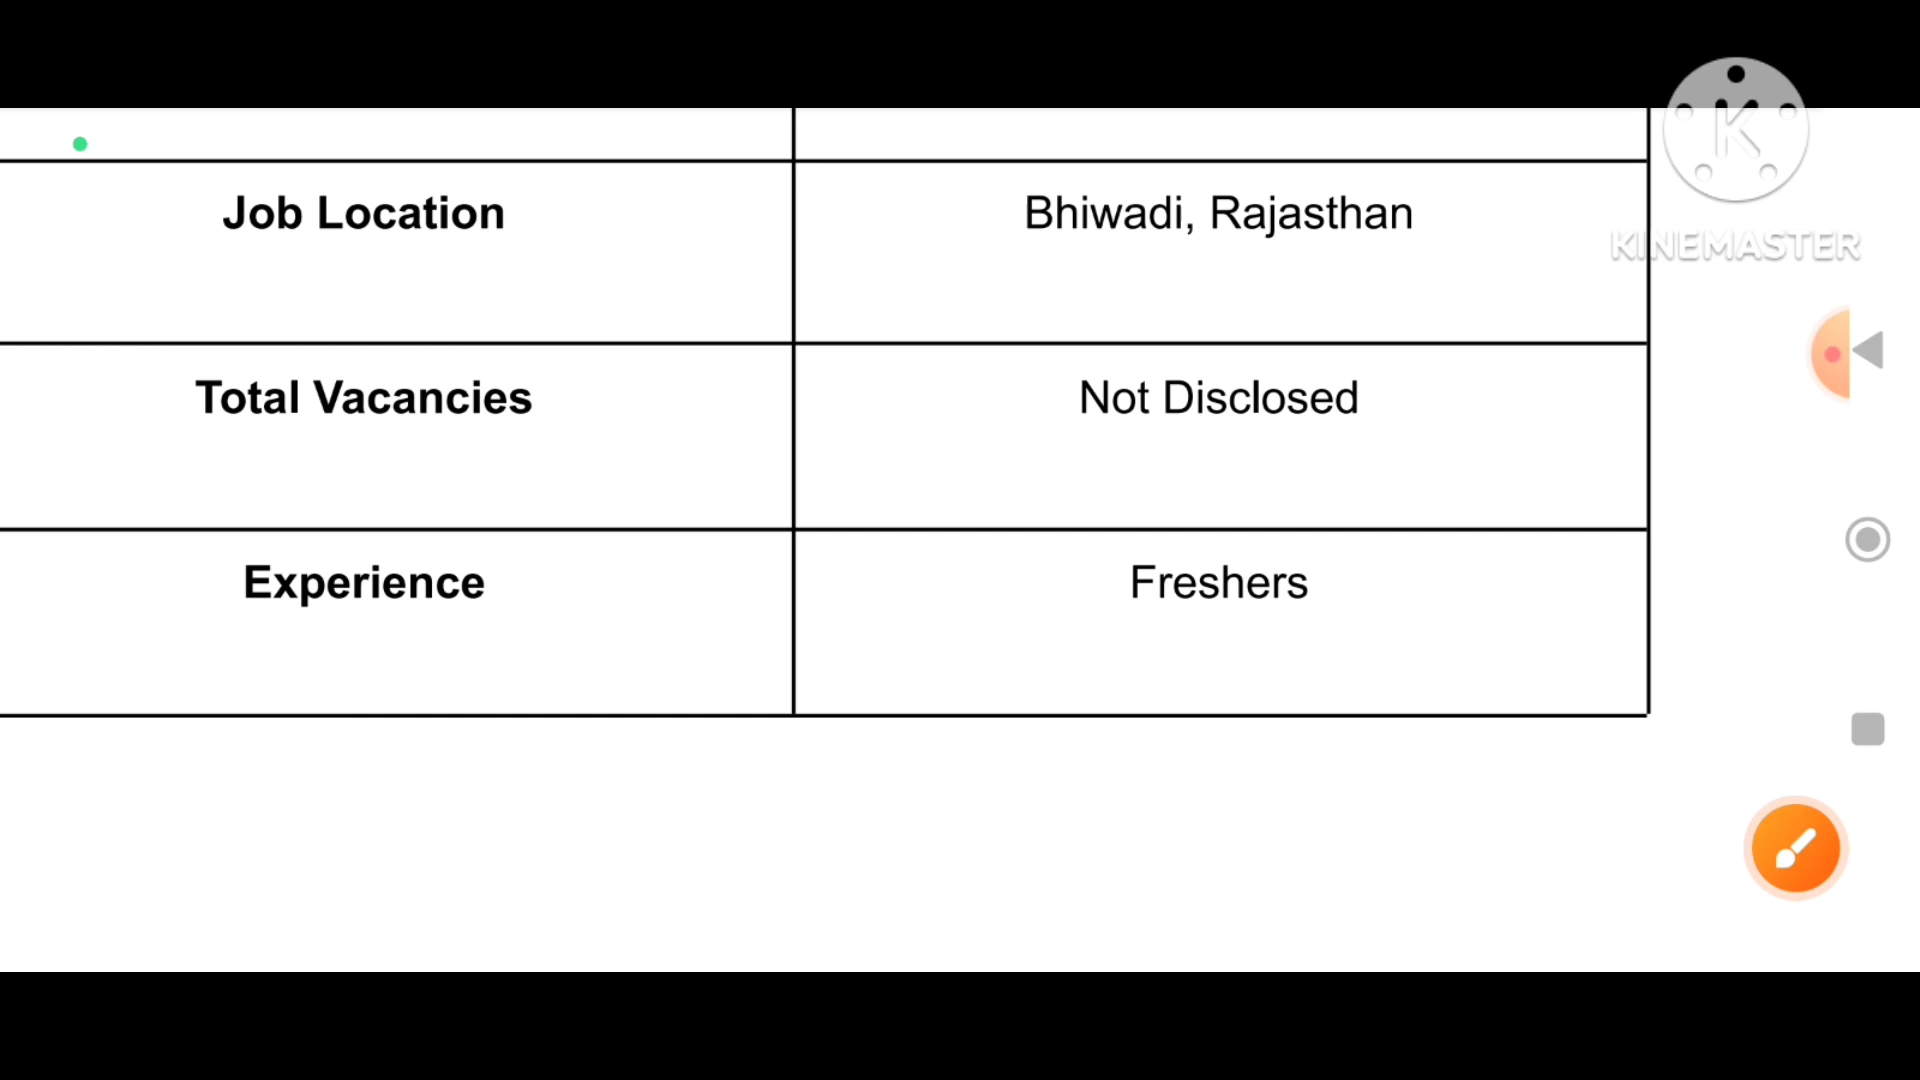 K
KINEMASTER
Job Location Bhiwadi, Rajasthan
Total Vacancies Not Disclosed
Experience Freshers